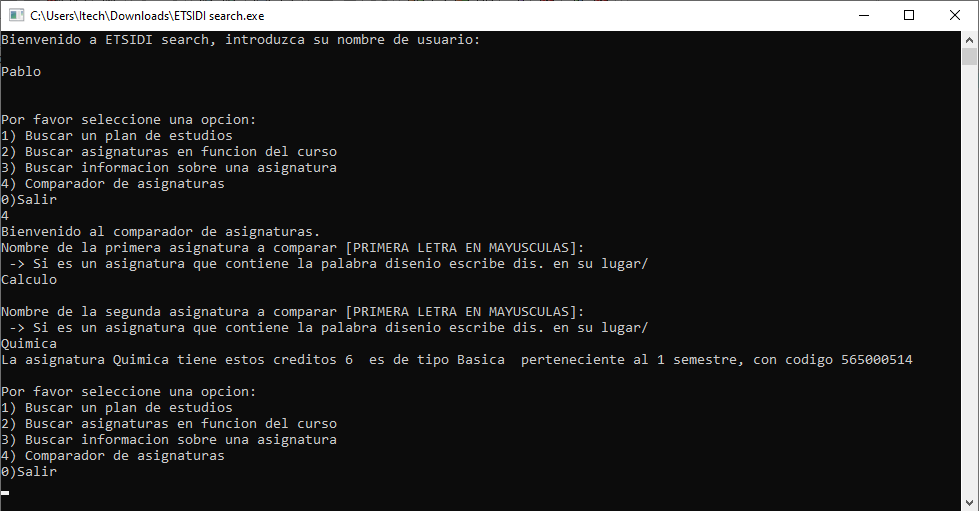 C:\Users\Itech\Downloads\ETSIDI search.exe
Bienvenido a ETSIDI search, introduzca su nombre de usuario:
Pablo
Por favor seleccione una opcion:
1) Buscar un plan de estudios
2) Buscar asignaturas en funcion del curso
3) Buscar informacion sobre una asignatura
4) Comparador de asignaturas
0)Salir
4
Bienvenido al comparador de asignaturas.
Nombre de la primera asignatura a comparar [PRIMERA LETRA EN MAYUSCULAS]:
 -> Si es un asignatura que contiene la palabra disenio escribe dis. en su lugar/
Calculo
Nombre de la segunda asignatura a comparar [PRIMERA LETRA EN MAYUSCULAS]:
 -> Si es un asignatura que contiene la palabra disenio escribe dis. en su lugar/
Quimica
La asignatura Quimica tiene estos creditos 6  es de tipo Basica  perteneciente al 1 semestre, con codigo 565000514
Por favor seleccione una opcion:
1) Buscar un plan de estudios
2) Buscar asignaturas en funcion del curso
3) Buscar informacion sobre una asignatura
4) Comparador de asignaturas
0)Salir